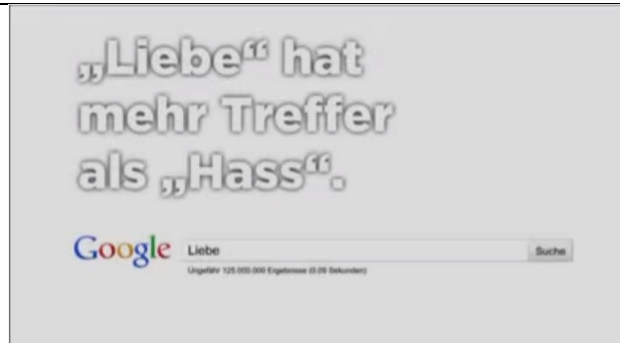 „Liebe“ hat
mehr Treffer
als „Hass“.
Google Liebe Suche
Ungefähr 125.000.000 Ergebnisse (0,09 Sekunden)